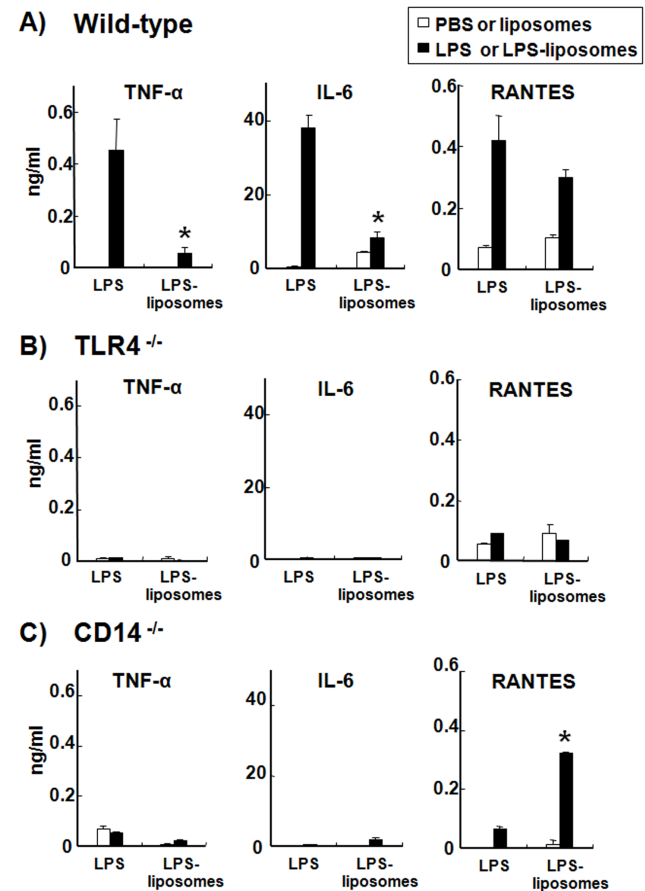 A) Wild-type
PBS or liposomes
LPS or LPS-liposomes
TNF-α IL-6 RANTES
ng/ml
0.6
0.4
0.2
0
*
LPS LPS-
liposomes
40
20
0
*
LPS LPS-
liposomes
0.6
0.4
0.2
0
LPS LPS-
liposomes
B) TLR4 -/-
TNF-α IL-6 RANTES
ng/ml
0.6
0.4
0.2
0
LPS LPS-
liposomes
40
20
0
LPS LPS-
liposomes
0.6
0.4
0.2
0
LPS LPS-
liposomes
C) CD14 -/-
TNF-α IL-6 RANTES
ng/ml
0.6
0.4
0.2
0
LPS LPS-
liposomes
40
20
0
LPS LPS-
liposomes
0.6
0.4
0.2
0
*
LPS LPS-
liposomes